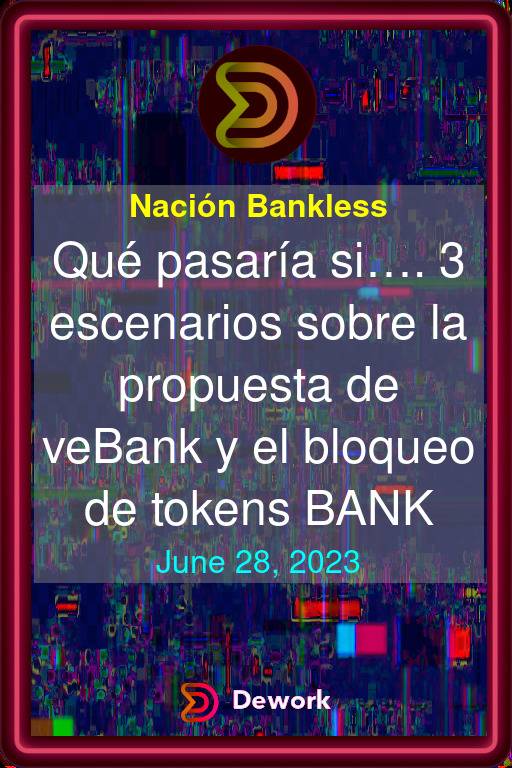 Nación Bankless
Qué pasaría si.... 3
escenarios sobre la
propuesta de
veBank y el bloqueo
de tokens BANK
June 28, 2023
Dework